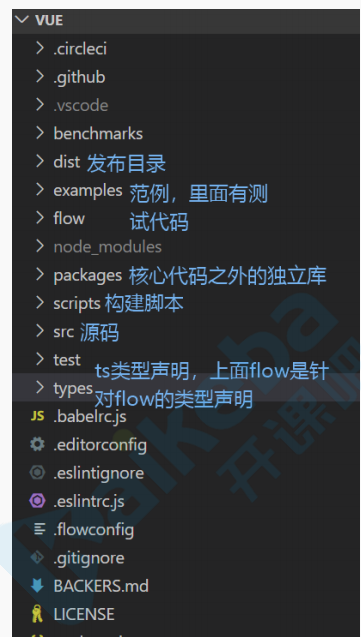 VUE
.circleci
.github
.vscode
benchmarks
dist 发布目录
examples 范例，里面有测
flow 试代码
node_modules
packages 核心代码之外的独立库
scripts 构建脚本
src 源码
test
ts类型声明，上面flow是针
types 对flow的类型声明
JS .babelrc.js
.editorconfig
.eslintignore
.eslintrc.js
.flowconfig
.gitignore
BACKERS.md
LICENSE
kaikeba
开课吧